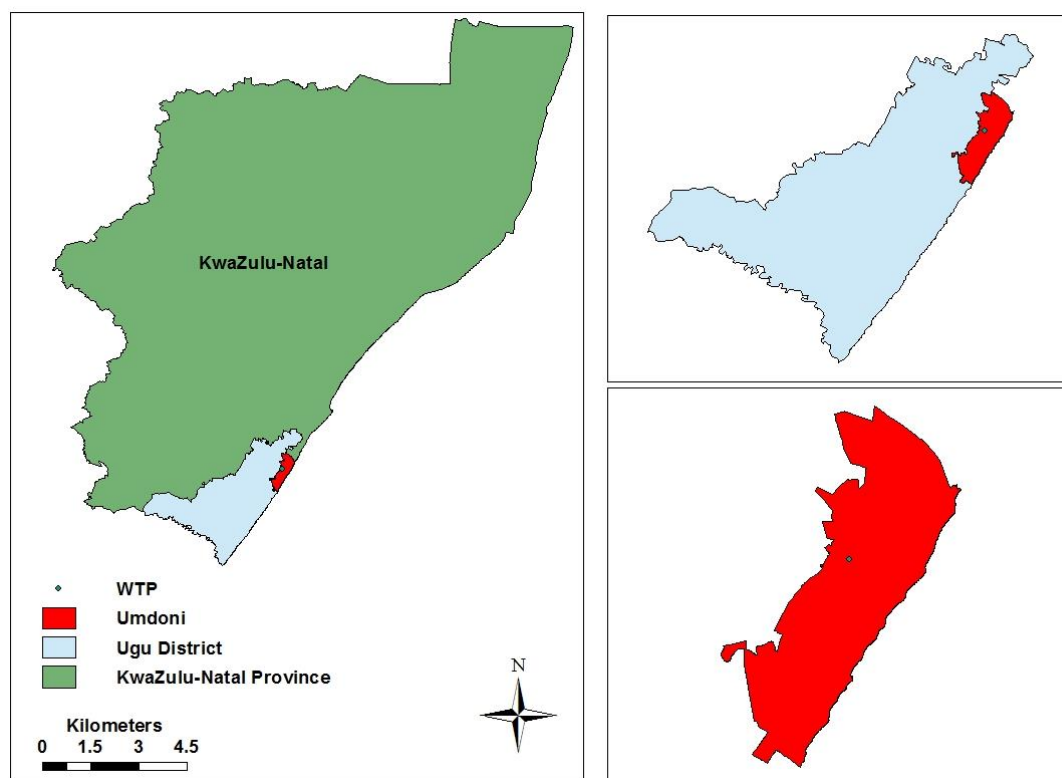 KwaZulu-Natal
WTP
Umdoni
Ugu District
KwaZulu-Natal Province
Kilometers
0 1.5 3 4.5
N